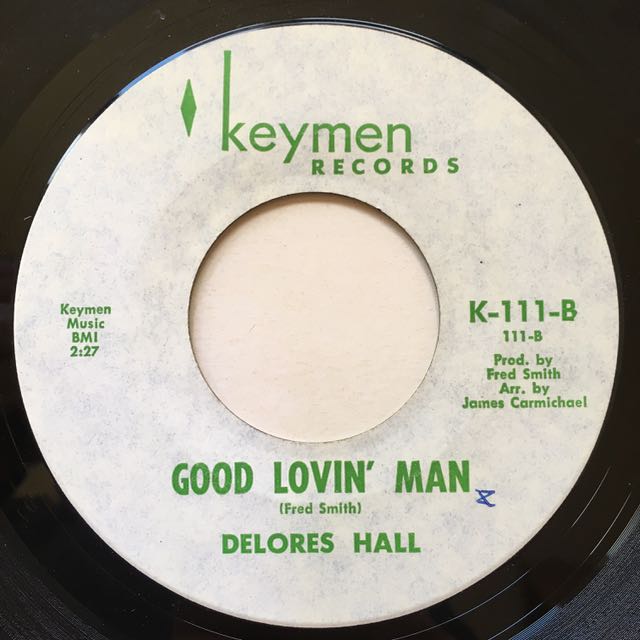 keymen
RECORDS
Keymen
Music
BMI
2:27
K-111-B
111-B
Prod. by
Fred Smith
Arr. by
James Carmichael
GOOD LOVIN' MAN
(Fred Smith)
DELORES HALL